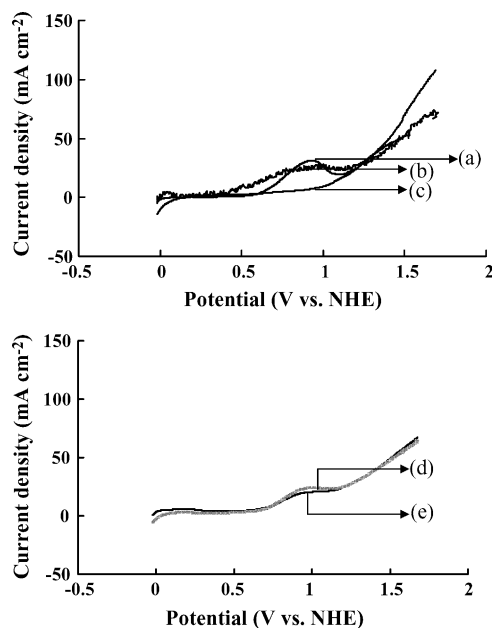 Current density (mA cm-2)
150
100
50
0
-50
-0.5
0
0.5
1
1.5
2
Potential (V vs. NHE)
(a)
(b)
(c)
Current density (mA cm-2)
150
100
50
0
-50
-0.5
0
0.5
1
1.5
2
Potential (V vs. NHE)
(d)
(e)